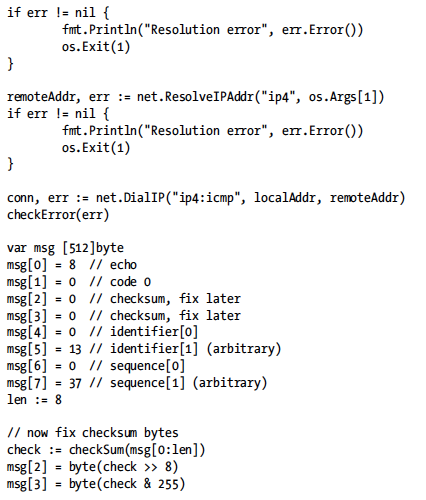 if err != nil {
        fmt.Println("Resolution error", err.Error())
        os.Exit(1)
}

remoteAddr, err := net.ResolveIPAddr("ip4", os.Args[1])
if err != nil {
        fmt.Println("Resolution error", err.Error())
        os.Exit(1)
}

conn, err := net.DialIP("ip4:icmp", localAddr, remoteAddr)
checkError(err)

var msg [512]byte
msg[0] = 8  // echo
msg[1] = 0  // code 0
msg[2] = 0  // checksum, fix later
msg[3] = 0  // checksum, fix later
msg[4] = 0  // identifier[0]
msg[5] = 13 // identifier[1] (arbitrary)
msg[6] = 0  // sequence[0]
msg[7] = 37 // sequence[1] (arbitrary)
len := 8

// now fix checksum bytes
check := checkSum(msg[0:len])
msg[2] = byte(check >> 8)
msg[3] = byte(check & 255)